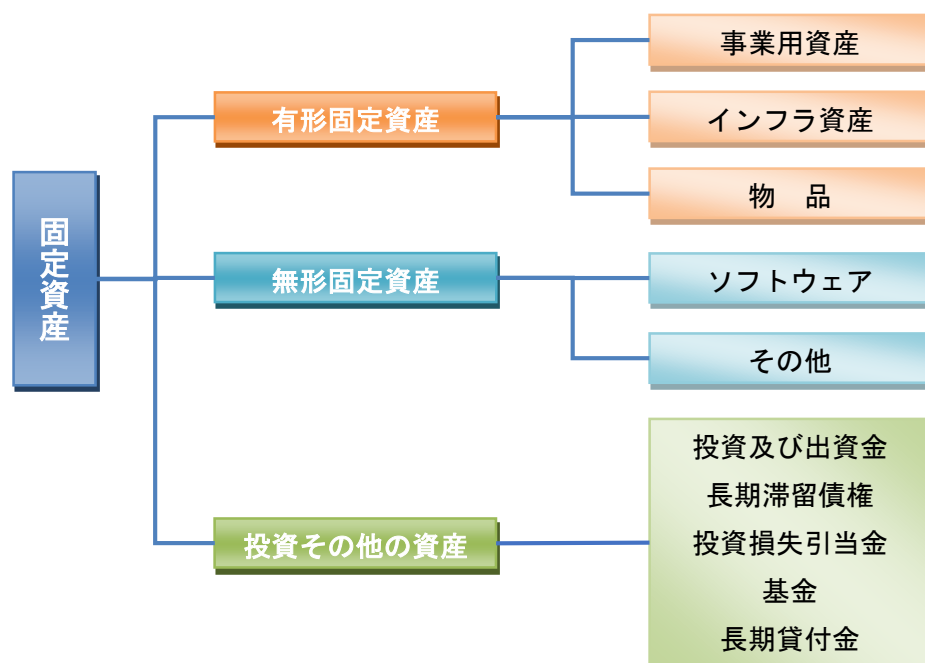 固定資産
有形固定資産
事業用資産
インフラ資産
物　品
無形固定資産
ソフトウェア
その他
投資その他の資産
投資及び出資金
長期滞留債権
投資損失引当金
基金
長期貸付金